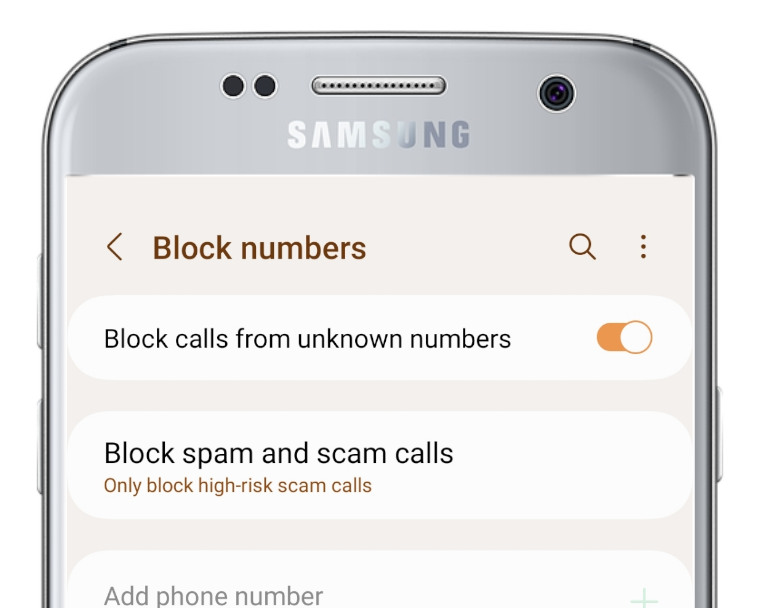 SAMSUNG
Block numbers
Block calls from unknown numbers
Block spam and scam calls
Only block high-risk scam calls
Add phone number